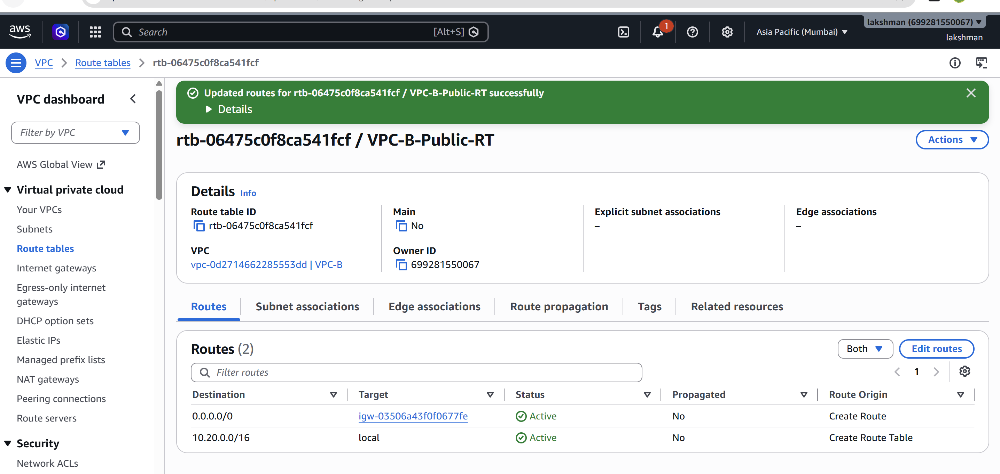 aws
Search [Alt+S]
1
Asia Pacific (Mumbai)
lakshman (699281550067)
lakshman
VPC
Route tables
rtb-06475c0f8ca541fcf
VPC dashboard
Filter by VPC
AWS Global View
Virtual private cloud
Your VPCs
Subnets
Route tables
Internet gateways
Egress-only internet
gateways
DHCP option sets
Elastic IPs
Managed prefix lists
NAT gateways
Peering connections
Route servers
Security
Network ACLs
Updated routes for rtb-06475c0f8ca541fcf / VPC-B-Public-RT successfully
Details
rtb-06475c0f8ca541fcf / VPC-B-Public-RT
Actions
Details Info
Route table ID
rtb-06475c0f8ca541fcf
Main
No
Explicit subnet associations
–
Edge associations
–
VPC
vpc-0d2714662285553dd | VPC-B
Owner ID
699281550067
Routes Subnet associations Edge associations Route propagation Tags Related resources
Routes (2)
Both
Edit routes
Filter routes
1
Destination Target Status Propagated Route Origin
0.0.0.0/0 igw-03506a43f0f0677fe Active No Create Route
10.20.0.0/16 local Active No Create Route Table